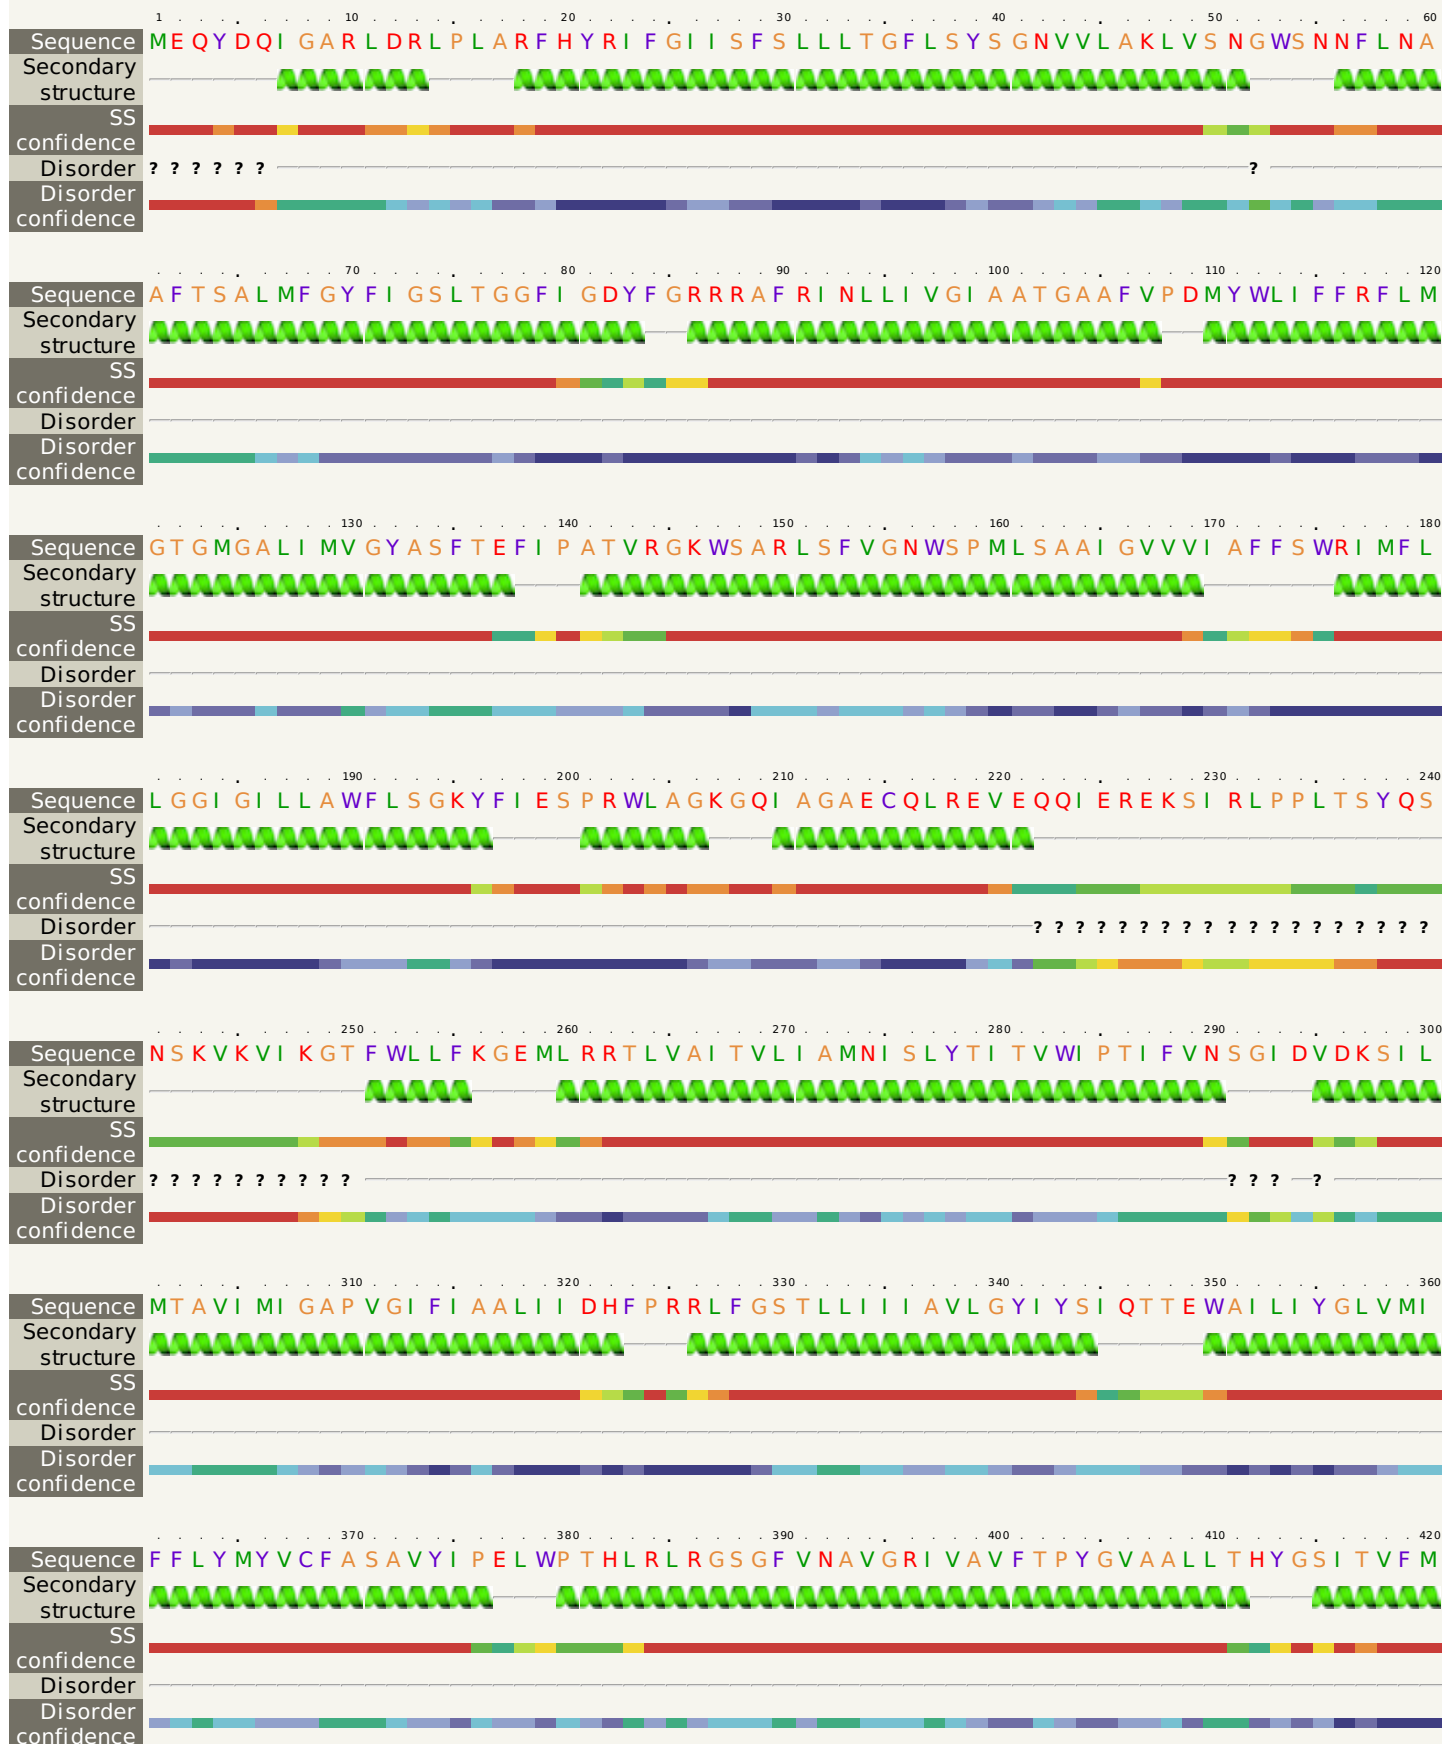 1 10 20 30 40 50 60
Sequence MEQYDQIGARLDRLPLARFHYRIFGIISFSLLLTGFLSYSGNVVLAKLVSNGWSNNFLNA
Secondary
structure
SS
confidence
Disorder ? ? ? ? ? ? ?
Disorder
confidence
70 80 90 100 110 120
Sequence AFTSALMFGYFIGSLTGGFIGDYFGRRRAFRINLLIVGIAATGAAFVPDMYWLIFFRFLM
Secondary
structure
SS
confidence
Disorder
Disorder
confidence
130 140 150 160 170 180
Sequence GTGMGALIMVGYASFTEFIPATVRGKWSARLSFVGNWSPMLSAAIGVVVIAFFSWRIMFL
Secondary
structure
SS
confidence
Disorder
Disorder
confidence
190 200 210 220 230 240
Sequence LGGIGILLAWFLSGKYFIESPRWLAGKGQIAGAECQLREVEQQIEREKSIRLPPLTSYQS
Secondary
structure
SS
confidence
Disorder ? ? ? ? ? ? ? ? ? ? ? ? ? ? ? ? ? ? ?
Disorder
confidence
250 260 270 280 290 300
Sequence NSKVKVIKGTFWLLFKGEMLRRTLVAITVLIAMNISLYTITVWIPTIFVNSGIDVDKSIL
Secondary
structure
SS
confidence
Disorder ? ? ? ? ? ? ? ? ? ? ? ? ? ?
Disorder
confidence
310 320 330 340 350 360
Sequence MTAVIMIGAPVGIFIAALIIDHFPRRLFGSTLLIIIAVLGYIYSIQTTEWAILIYGLVMI
Secondary
structure
SS
confidence
Disorder
Disorder
confidence
370 380 390 400 410 420
Sequence FFLYMYVCFASAVYIPELWPTHLRLRGSGFVNAVGRIVAVFTPYGVAALLTHYGSITVFM
Secondary
structure
SS
confidence
Disorder
Disorder
confidence